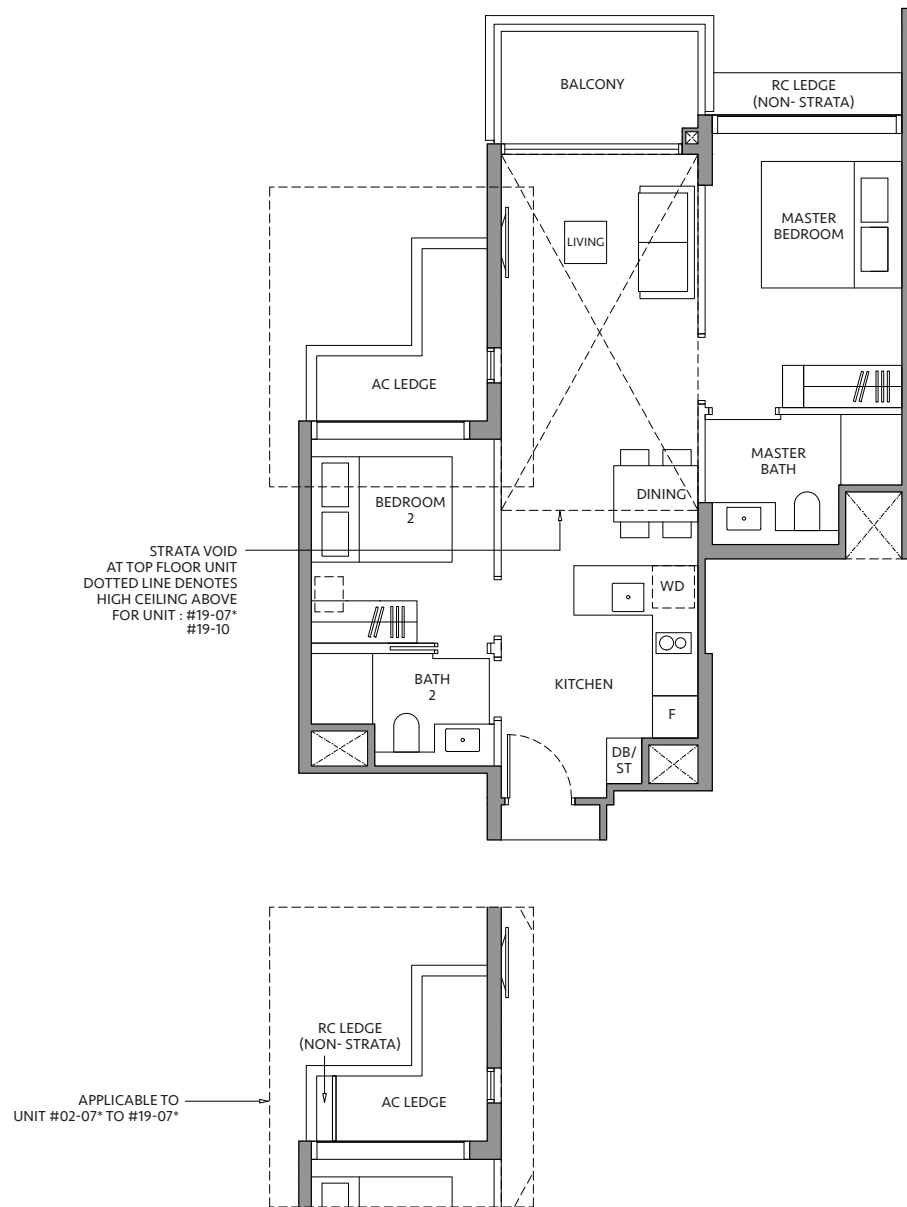 BALCONY
RC LEDGE
(NON- STRATA)
MASTER
BEDROOM
LIVING
AC LEDGE
MASTER
BATH
DINING
BEDROOM
2
STRATA VOID
AT TOP FLOOR UNIT
DOTTED LINE DENOTES
HIGH CEILING ABOVE
FOR UNIT : #19-07*
#19-10
WD
BATH
2
KITCHEN
F
DB/
ST
RC LEDGE
(NON- STRATA)
AC LEDGE
APPLICABLE TO
UNIT #02-07* TO #19-07*